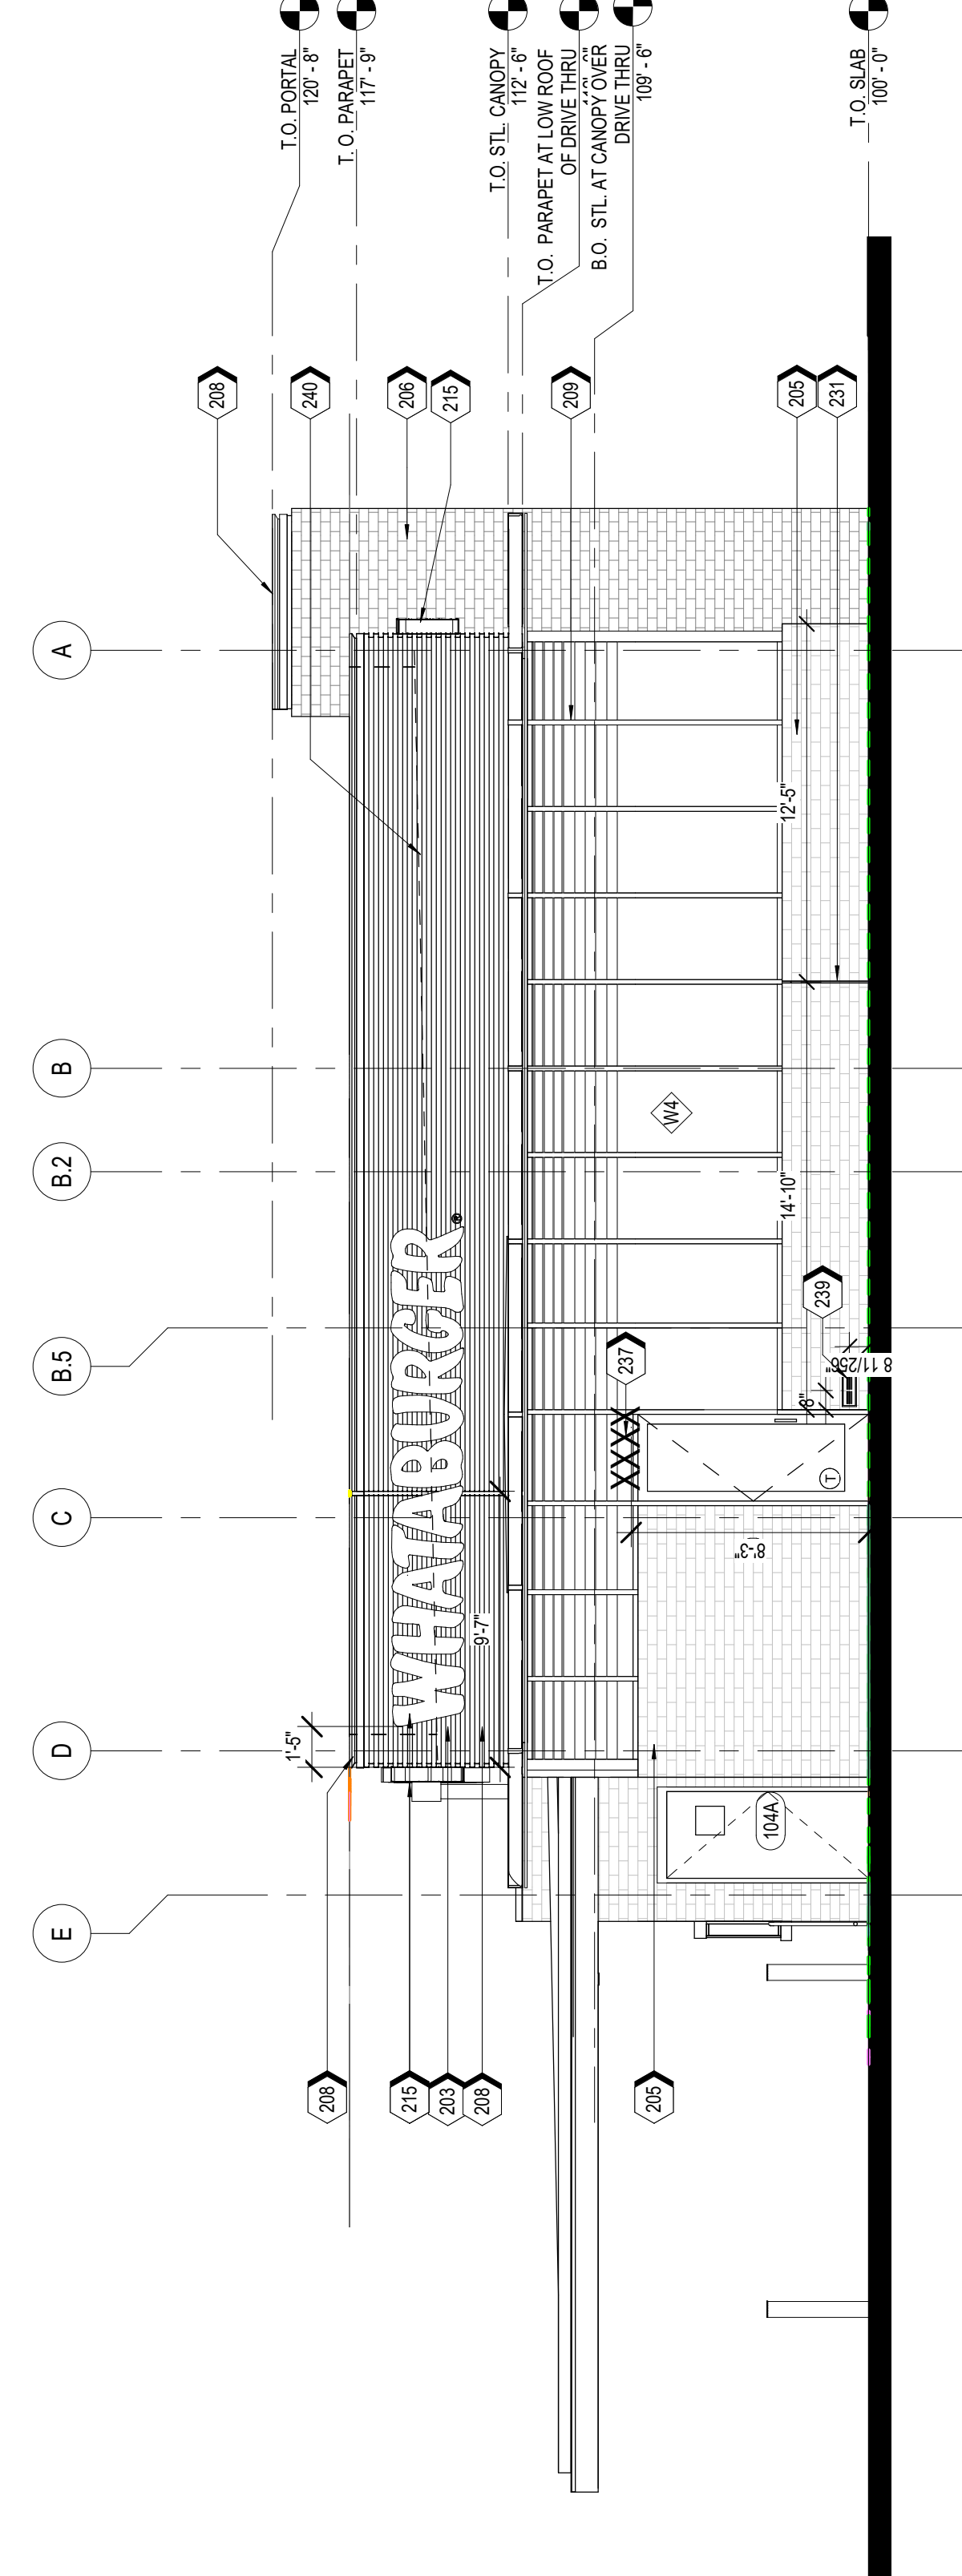 E
D
C
B.5
B.2
B
A
T.O. PORTAL
120' - 8"
T. O. PARAPET
117' - 9"
T.O. STL. CANOPY
112' - 6"
T.O. PARAPET AT LOW ROOF
OF DRIVE THRU
B.O. STL. AT CANOPY OVER
DRIVE THRU
109' - 6"
T.O. SLAB
100' - 0"
208
240
206
215
209
205
231
208
215
203
208
205
1'-5"
WHATABURGER®
9'-7"
XXXX
237
W4
12'-5"
14'-10"
239
8"
8 11/256"
8'-3"
T
104A